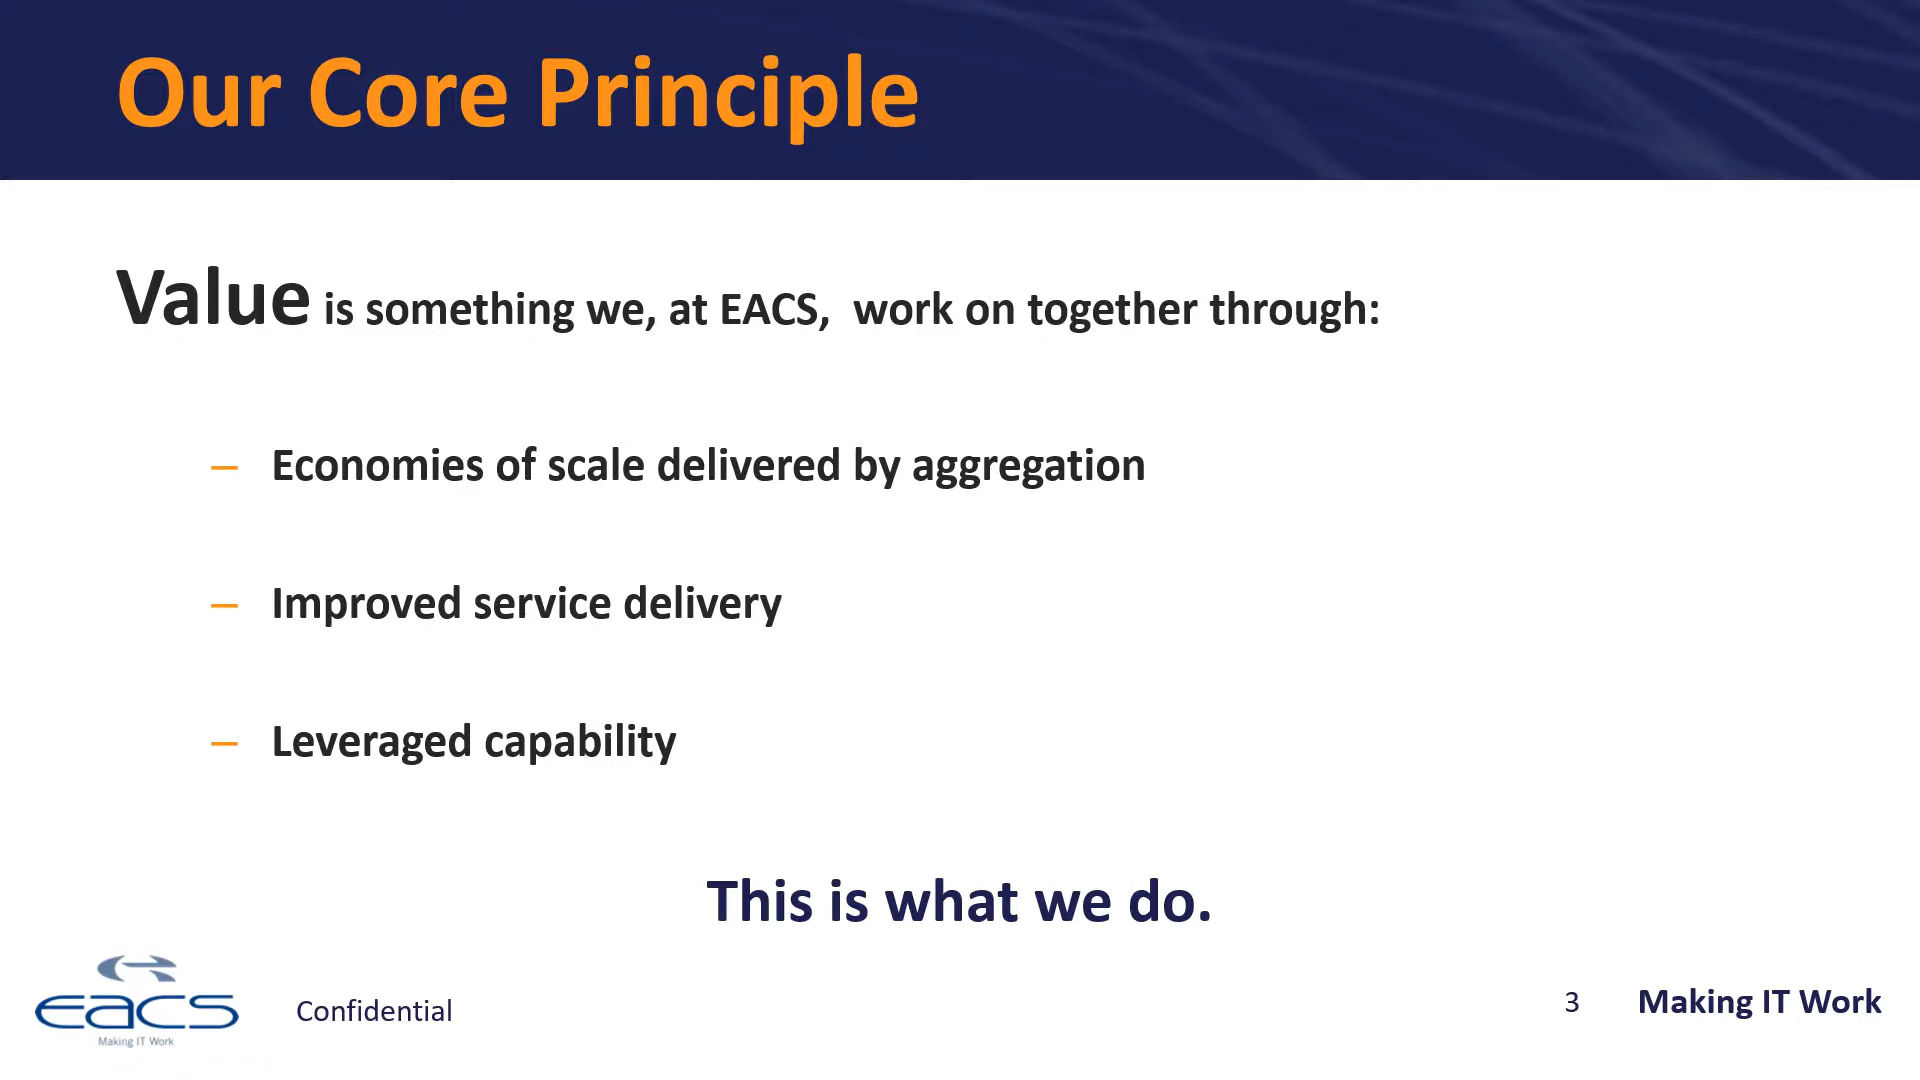 Our Core Principle
Value is something we, at EACS,  work on together through:
– Economies of scale delivered by aggregation
– Improved service delivery
– Leveraged capability
This is what we do.
eacs
Making IT Work
Confidential
3
Making IT Work